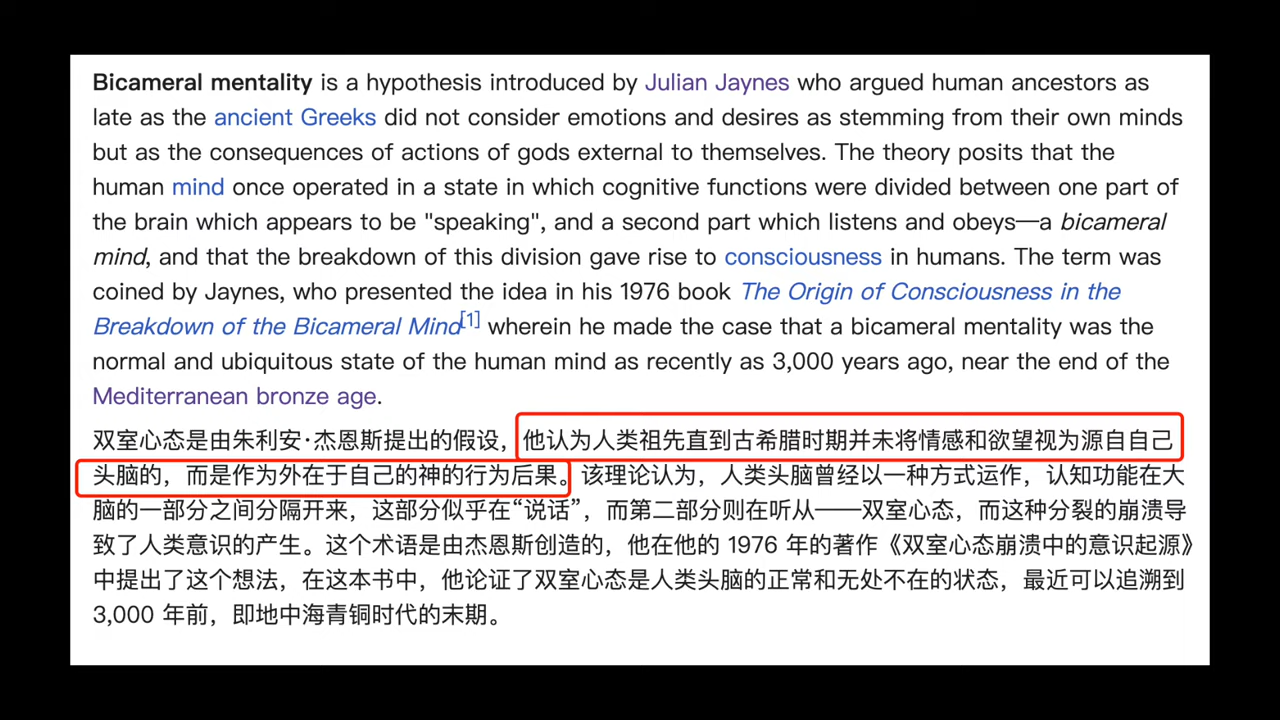 Bicameral mentality is a hypothesis introduced by Julian Jaynes who argued human ancestors as
late as the ancient Greeks did not consider emotions and desires as stemming from their own minds
but as the consequences of actions of gods external to themselves. The theory posits that the
human mind once operated in a state in which cognitive functions were divided between one part of
the brain which appears to be "speaking", and a second part which listens and obeys—a bicameral
mind, and that the breakdown of this division gave rise to consciousness in humans. The term was
coined by Jaynes, who presented the idea in his 1976 book The Origin of Consciousness in the
Breakdown of the Bicameral Mind[1] wherein he made the case that a bicameral mentality was the
normal and ubiquitous state of the human mind as recently as 3,000 years ago, near the end of the
Mediterranean bronze age.
双室心态是由朱利安·杰恩斯提出的假设，他认为人类祖先直到古希腊时期并未将情感和欲望视为源自自己
头脑的，而是作为外在于自己的神的行为后果。该理论认为，人类头脑曾经以一种方式运作，认知功能在大
脑的一部分之间分隔开来，这部分似乎在“说话”，而第二部分则在听从——双室心态，而这种分裂的崩溃导
致了人类意识的产生。这个术语是由杰恩斯创造的，他在他的 1976 年的著作《双室心态崩溃中的意识起源》
中提出了这个想法，在这本书中，他论证了双室心态是人类头脑的正常和无处不在的状态，最近可以追溯到
3,000 年前，即地中海青铜时代的末期。